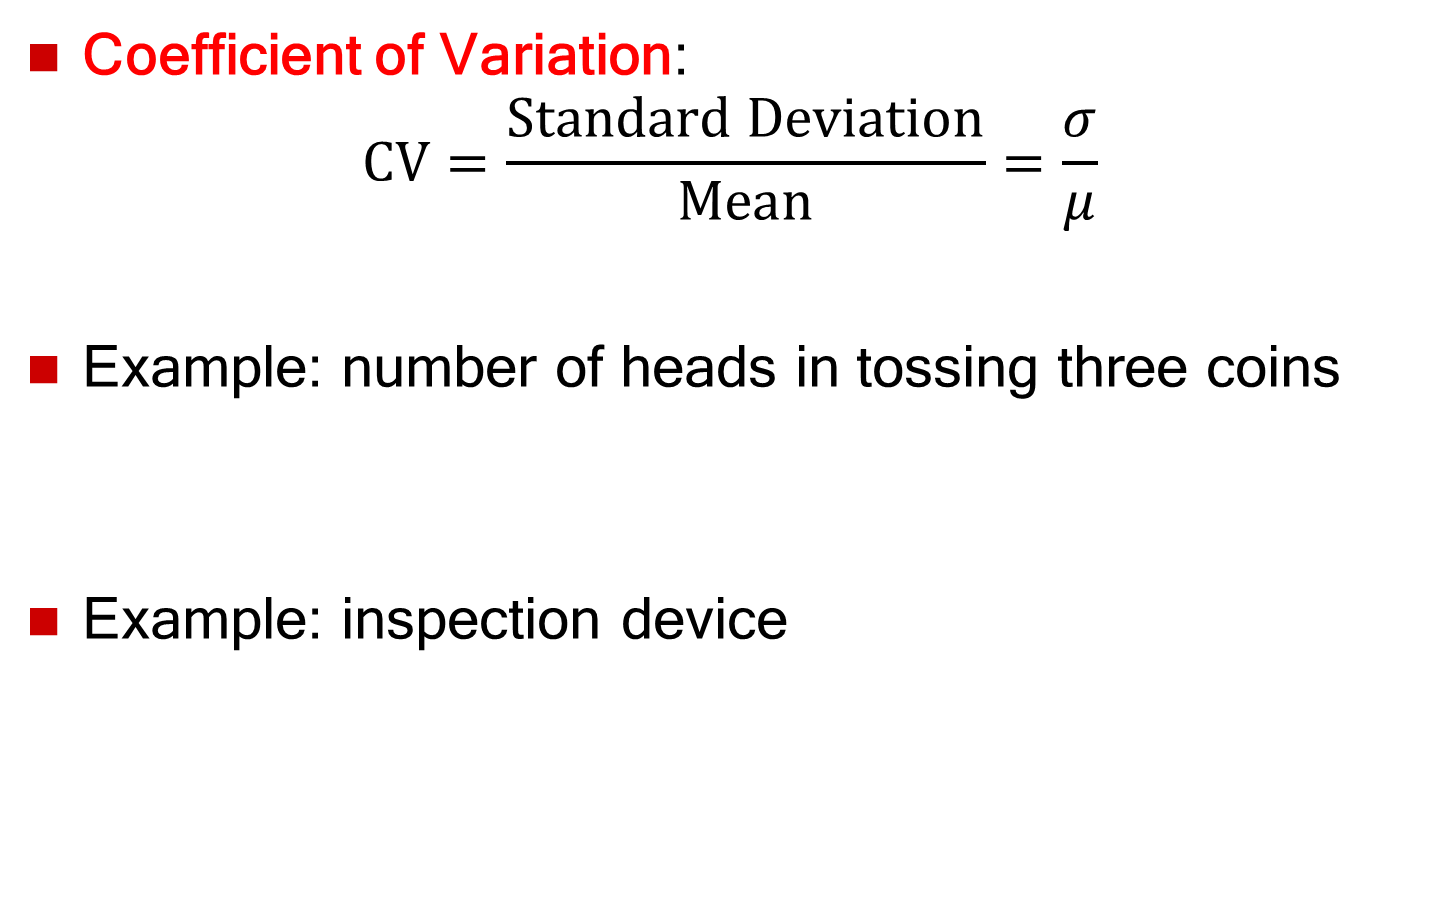 Coefficient of Variation:
CV = Standard Deviation / Mean = σ / μ
Example: number of heads in tossing three coins
Example: inspection device